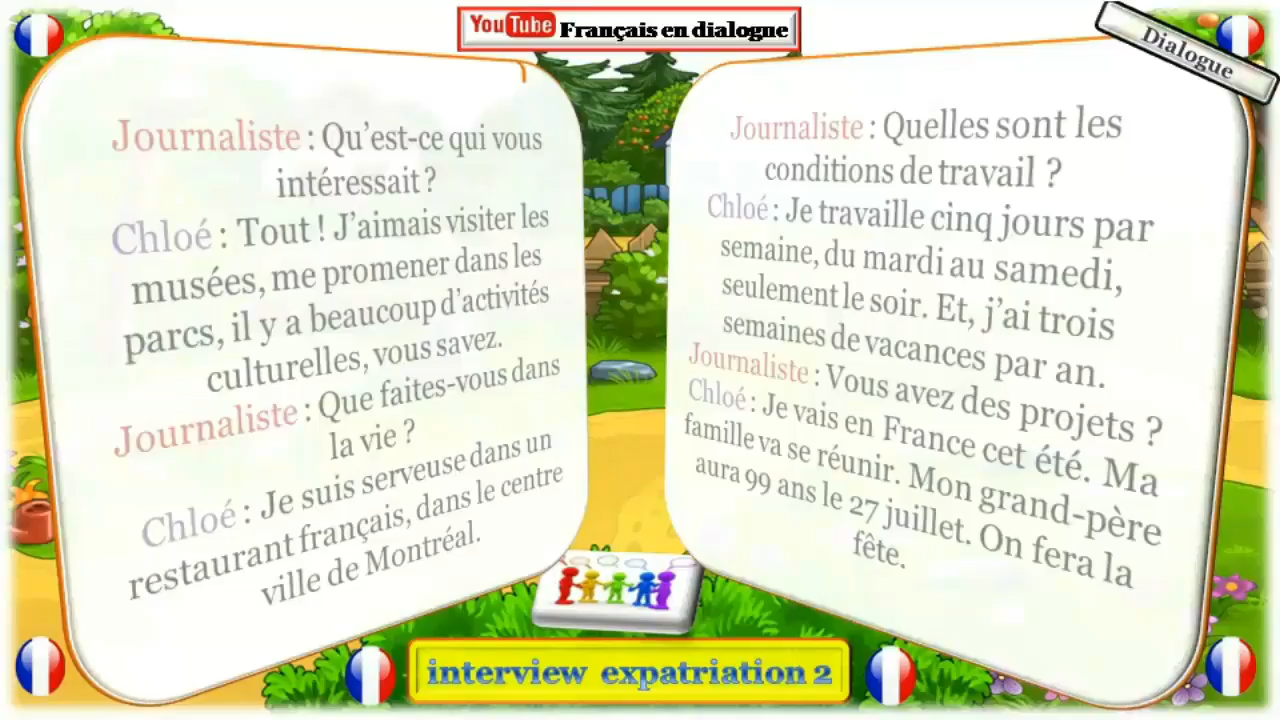 YouTube Français en dialogue
Dialogue
Journaliste : Qu'est-ce qui vous
intéressait ?
Chloé : Tout ! J'aimais visiter les
musées, me promener dans les
parcs, il y a beaucoup d'activités
culturelles, vous savez.
Journaliste : Que faites-vous dans
la vie ?
Chloé : Je suis serveuse dans un
restaurant français, dans le centre
ville de Montréal.
Journaliste : Quelles sont les
conditions de travail ?
Chloé : Je travaille cinq jours par
semaine, du mardi au samedi,
seulement le soir. Et, j'ai trois
semaines de vacances par an.
Journaliste : Vous avez des projets ?
Chloé : Je vais en France cet été. Ma
famille va se réunir. Mon grand-père
aura 99 ans le 27 juillet. On fera la
fête.
interview expatriation 2